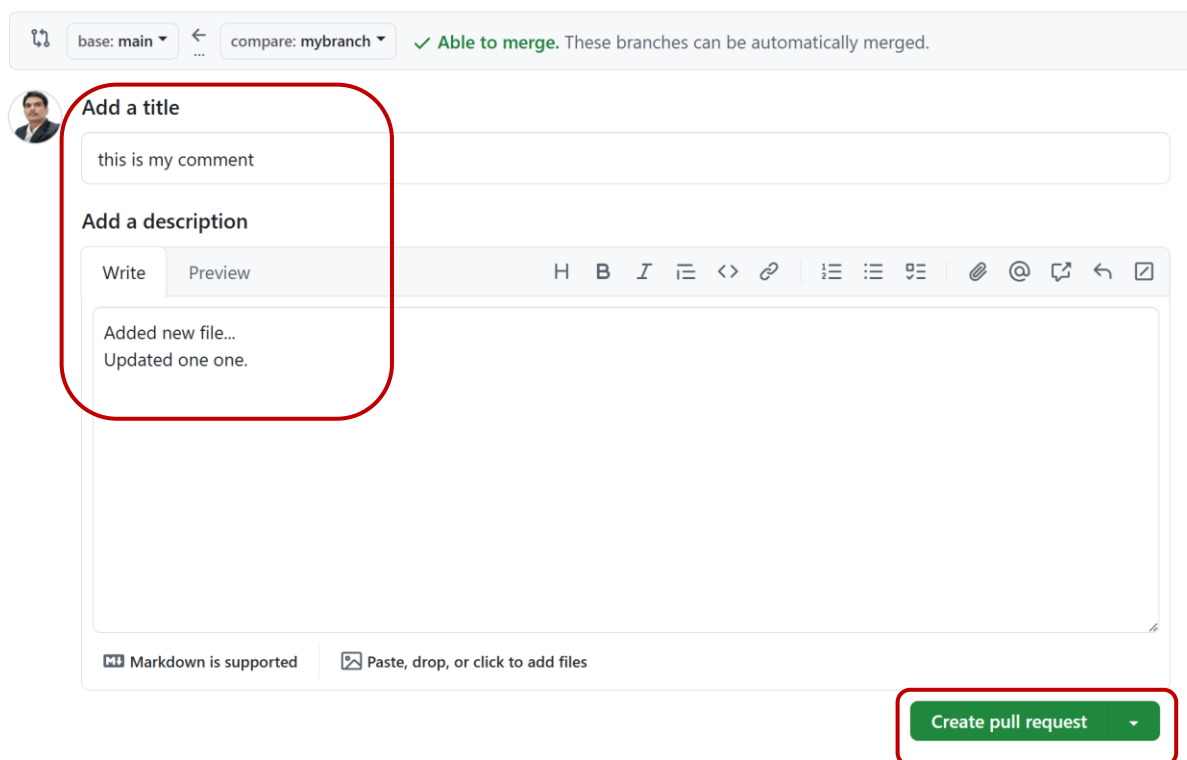 base: main compare: mybranch Able to merge. These branches can be automatically merged.
Add a title
this is my comment
Add a description
Write Preview
Added new file...
Updated one one.
Markdown is supported Paste, drop, or click to add files
Create pull request